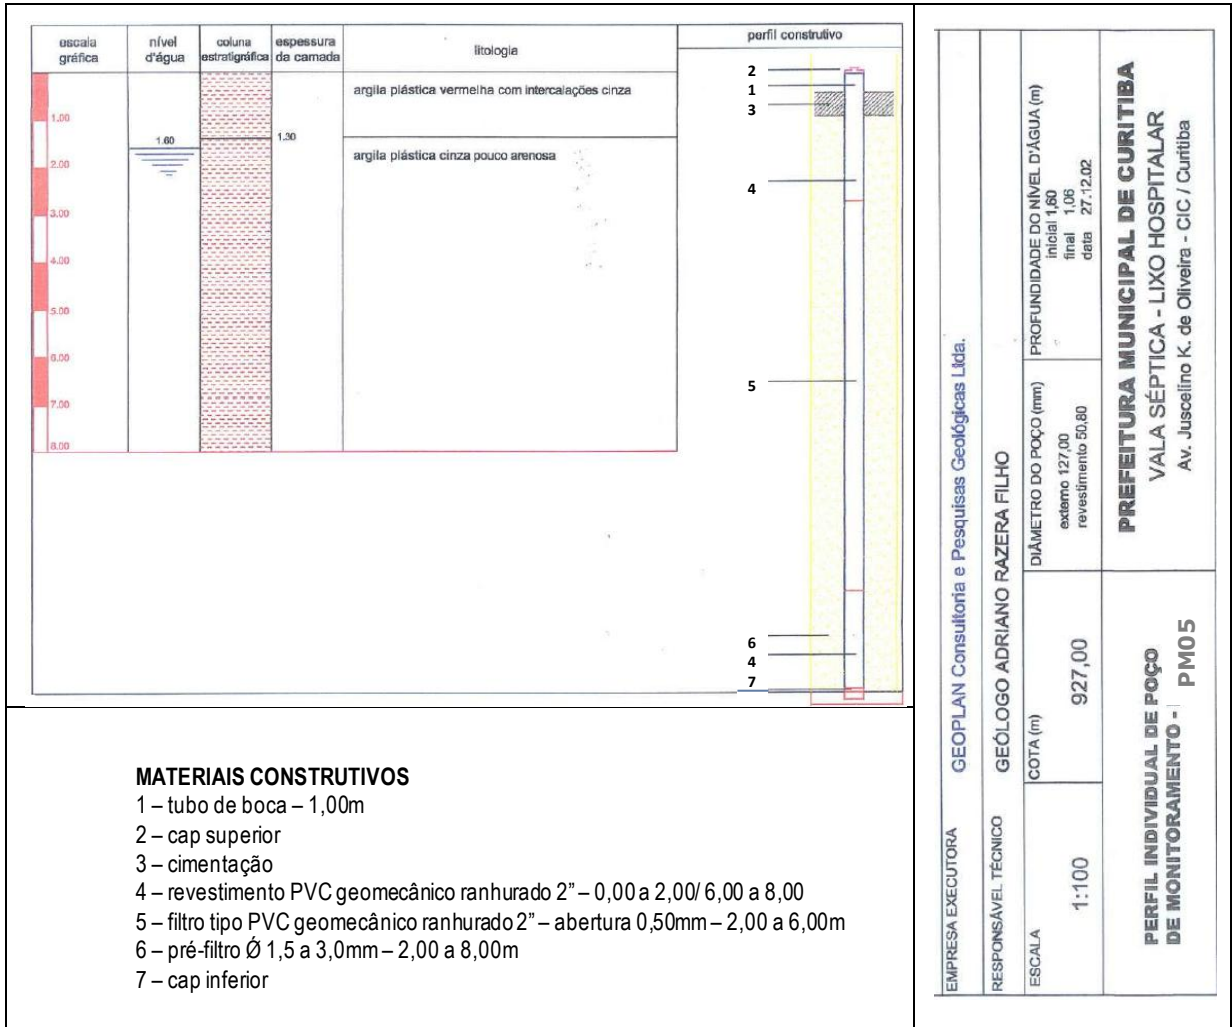 escala gráfica
nível d'água
coluna estratigráfica
espessura da camada
litologia
perfil construtivo
1,00
2,00
3,00
4,00
5,00
6,00
7,00
8,00
1.60
1.30
argila plástica vermelha com intercalações cinza
argila plástica cinza pouco arenosa
2
1
3
4
5
6
4
7
MATERIAIS CONSTRUTIVOS
1 – tubo de boca – 1,00m
2 – cap superior
3 – cimentação
4 – revestimento PVC geomecânico ranhurado 2” – 0,00 a 2,00/ 6,00 a 8,00
5 – filtro tipo PVC geomecânico ranhurado 2” – abertura 0,50mm – 2,00 a 6,00m
6 – pré-filtro Ø 1,5 a 3,0mm – 2,00 a 8,00m
7 – cap inferior
EMPRESA EXECUTORA
GEOPLAN Consultoria e Pesquisas Geológicas Ltda.
RESPONSÁVEL TÉCNICO
GEÓLOGO ADRIANO RAZERA FILHO
ESCALA
1:100
COTA (m)
927,00
DIÂMETRO DO POÇO (mm)
externo 127,00
revestimento 50,80
PROFUNDIDADE DO NÍVEL D'ÁGUA (m)
inicial 1,60
final 1,06
data 27.12.02
PERFIL INDIVIDUAL DE POÇO
DE MONITORAMENTO - PM05
PREFEITURA MUNICIPAL DE CURITIBA
VALA SÉPTICA - LIXO HOSPITALAR
Av. Juscelino K. de Oliveira - CIC / Curitiba